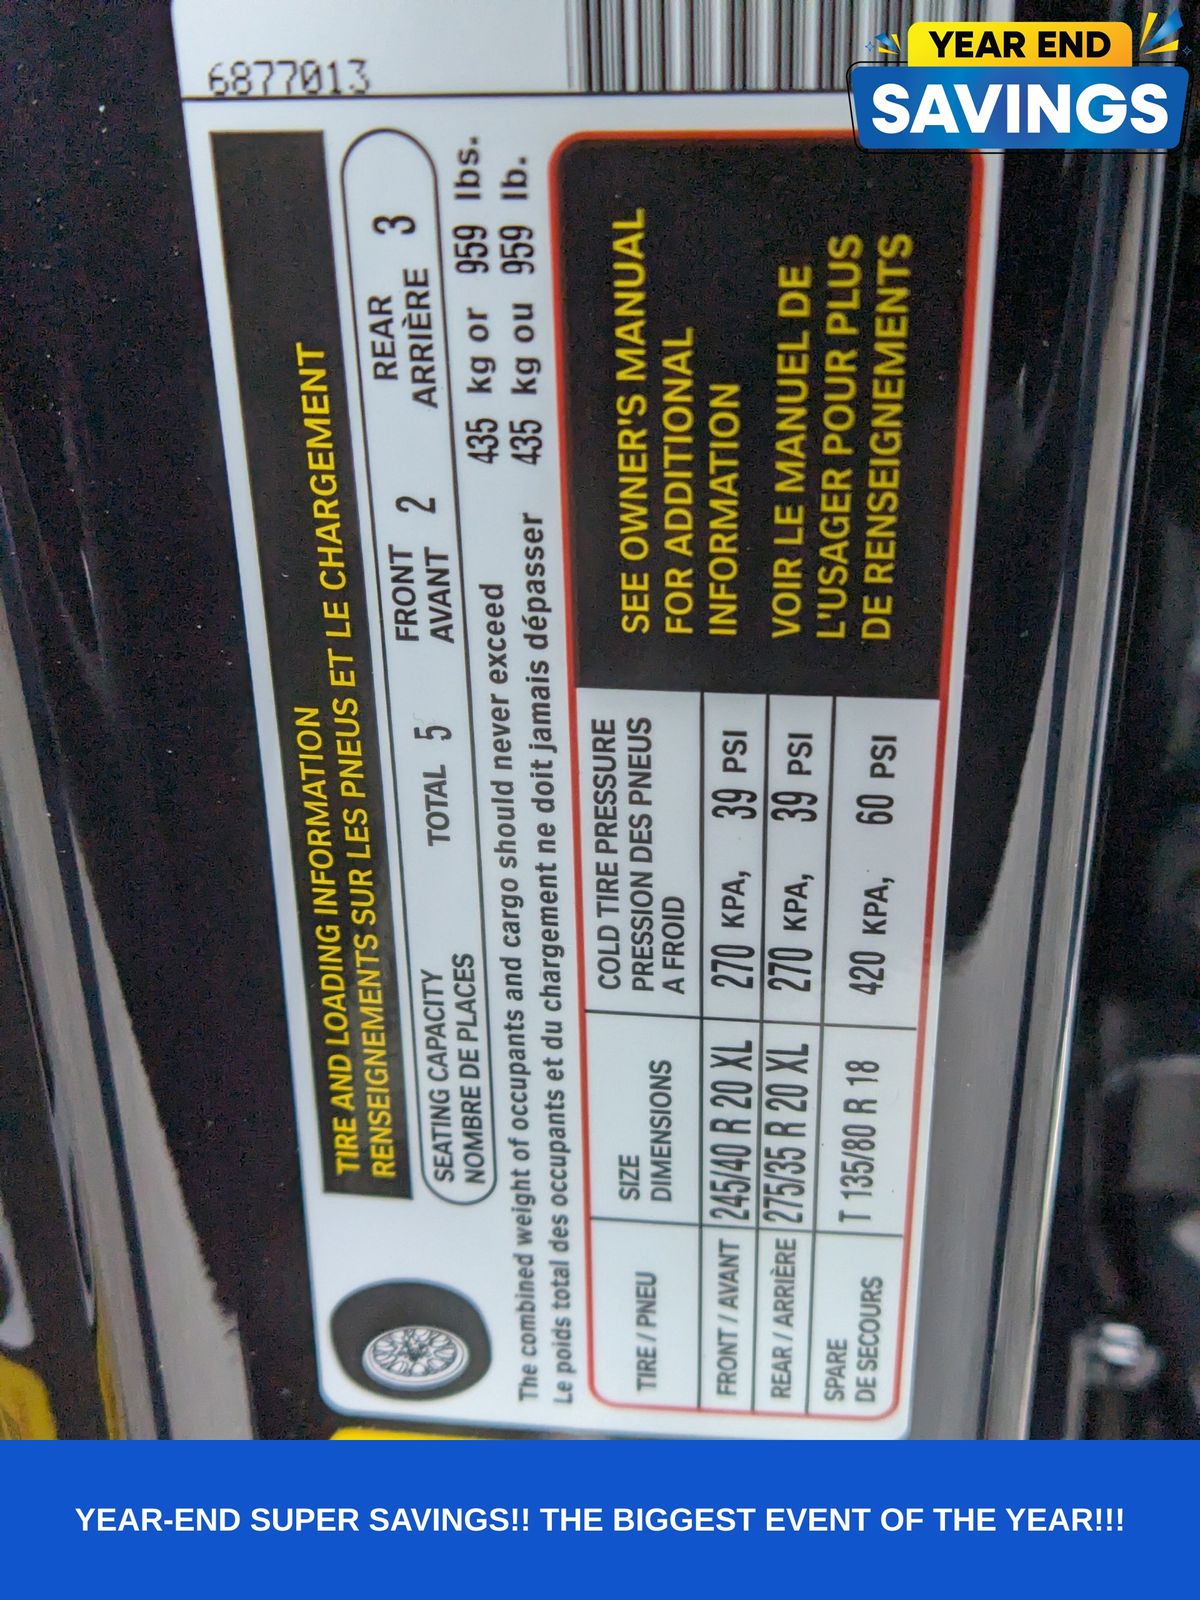 YEAR END
SAVINGS
6877013
TIRE AND LOADING INFORMATION
RENSEIGNEMENTS SUR LES PNEUS ET LE CHARGEMENT
SEATING CAPACITY
NOMBRE DE PLACES
TOTAL 5
FRONT
AVANT 2
REAR
ARRIÈRE 3
The combined weight of occupants and cargo should never exceed 435 kg or 959 lbs.
Le poids total des occupants et du chargement ne doit jamais dépasser 435 kg ou 959 lb.
TIRE / PNEU
SIZE
DIMENSIONS
COLD TIRE PRESSURE
PRESSION DES PNEUS
A FROID
FRONT / AVANT 245/40 R 20 XL 270 KPA, 39 PSI
REAR / ARRIÈRE 275/35 R 20 XL 270 KPA, 39 PSI
SPARE
DE SECOURS T 135/80 R 18 420 KPA, 60 PSI
SEE OWNER'S MANUAL
FOR ADDITIONAL
INFORMATION
VOIR LE MANUEL DE
L'USAGER POUR PLUS
DE RENSEIGNEMENTS
YEAR-END SUPER SAVINGS!! THE BIGGEST EVENT OF THE YEAR!!!